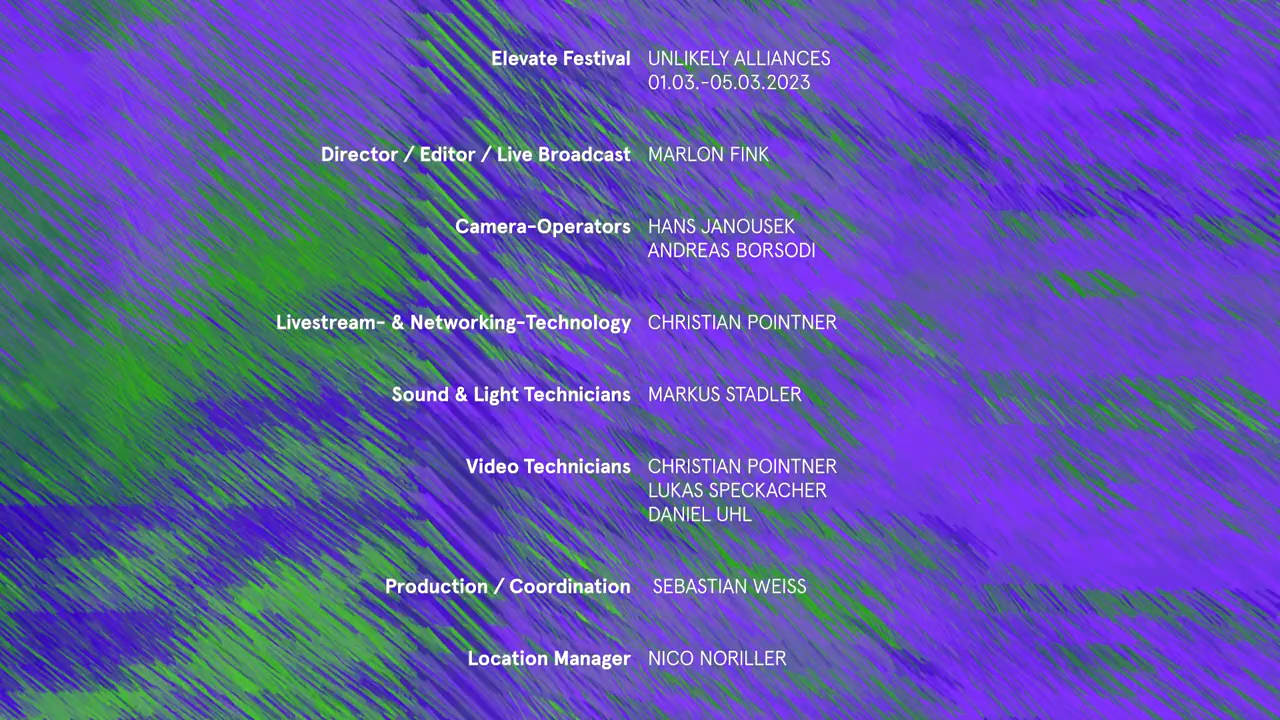 Elevate Festival UNLIKELY ALLIANCES
01.03.-05.03.2023
Director / Editor / Live Broadcast MARLON FINK
Camera-Operators HANS JANOUSEK
ANDREAS BORSODI
Livestream- & Networking-Technology CHRISTIAN POINTNER
Sound & Light Technicians MARKUS STADLER
Video Technicians CHRISTIAN POINTNER
LUKAS SPECKACHER
DANIEL UHL
Production / Coordination SEBASTIAN WEISS
Location Manager NICO NORILLER